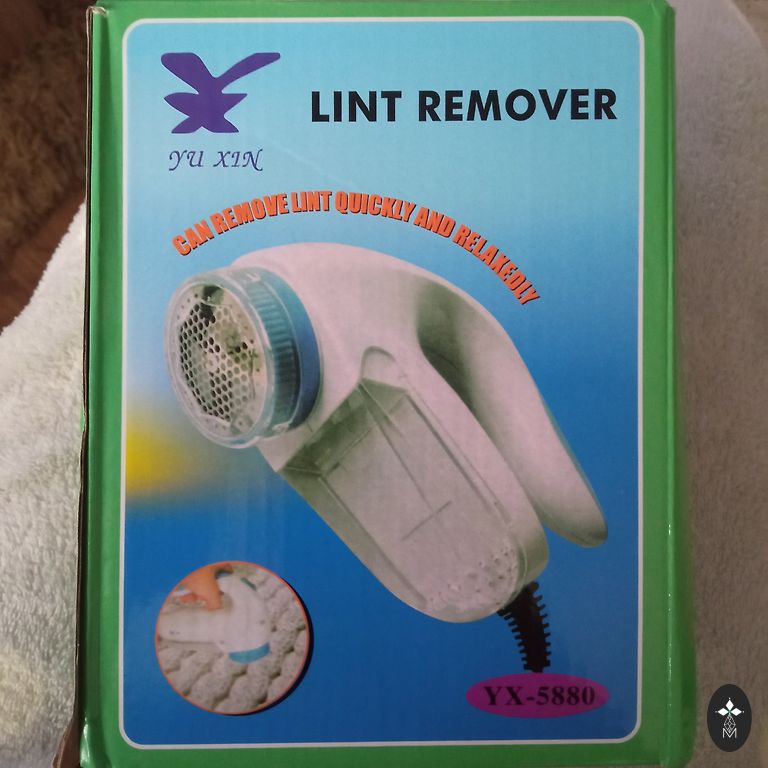 LINT REMOVER
YU XIN
CAN REMOVE LINT QUICKLY AND RELAXEDLY
YX-5880
M